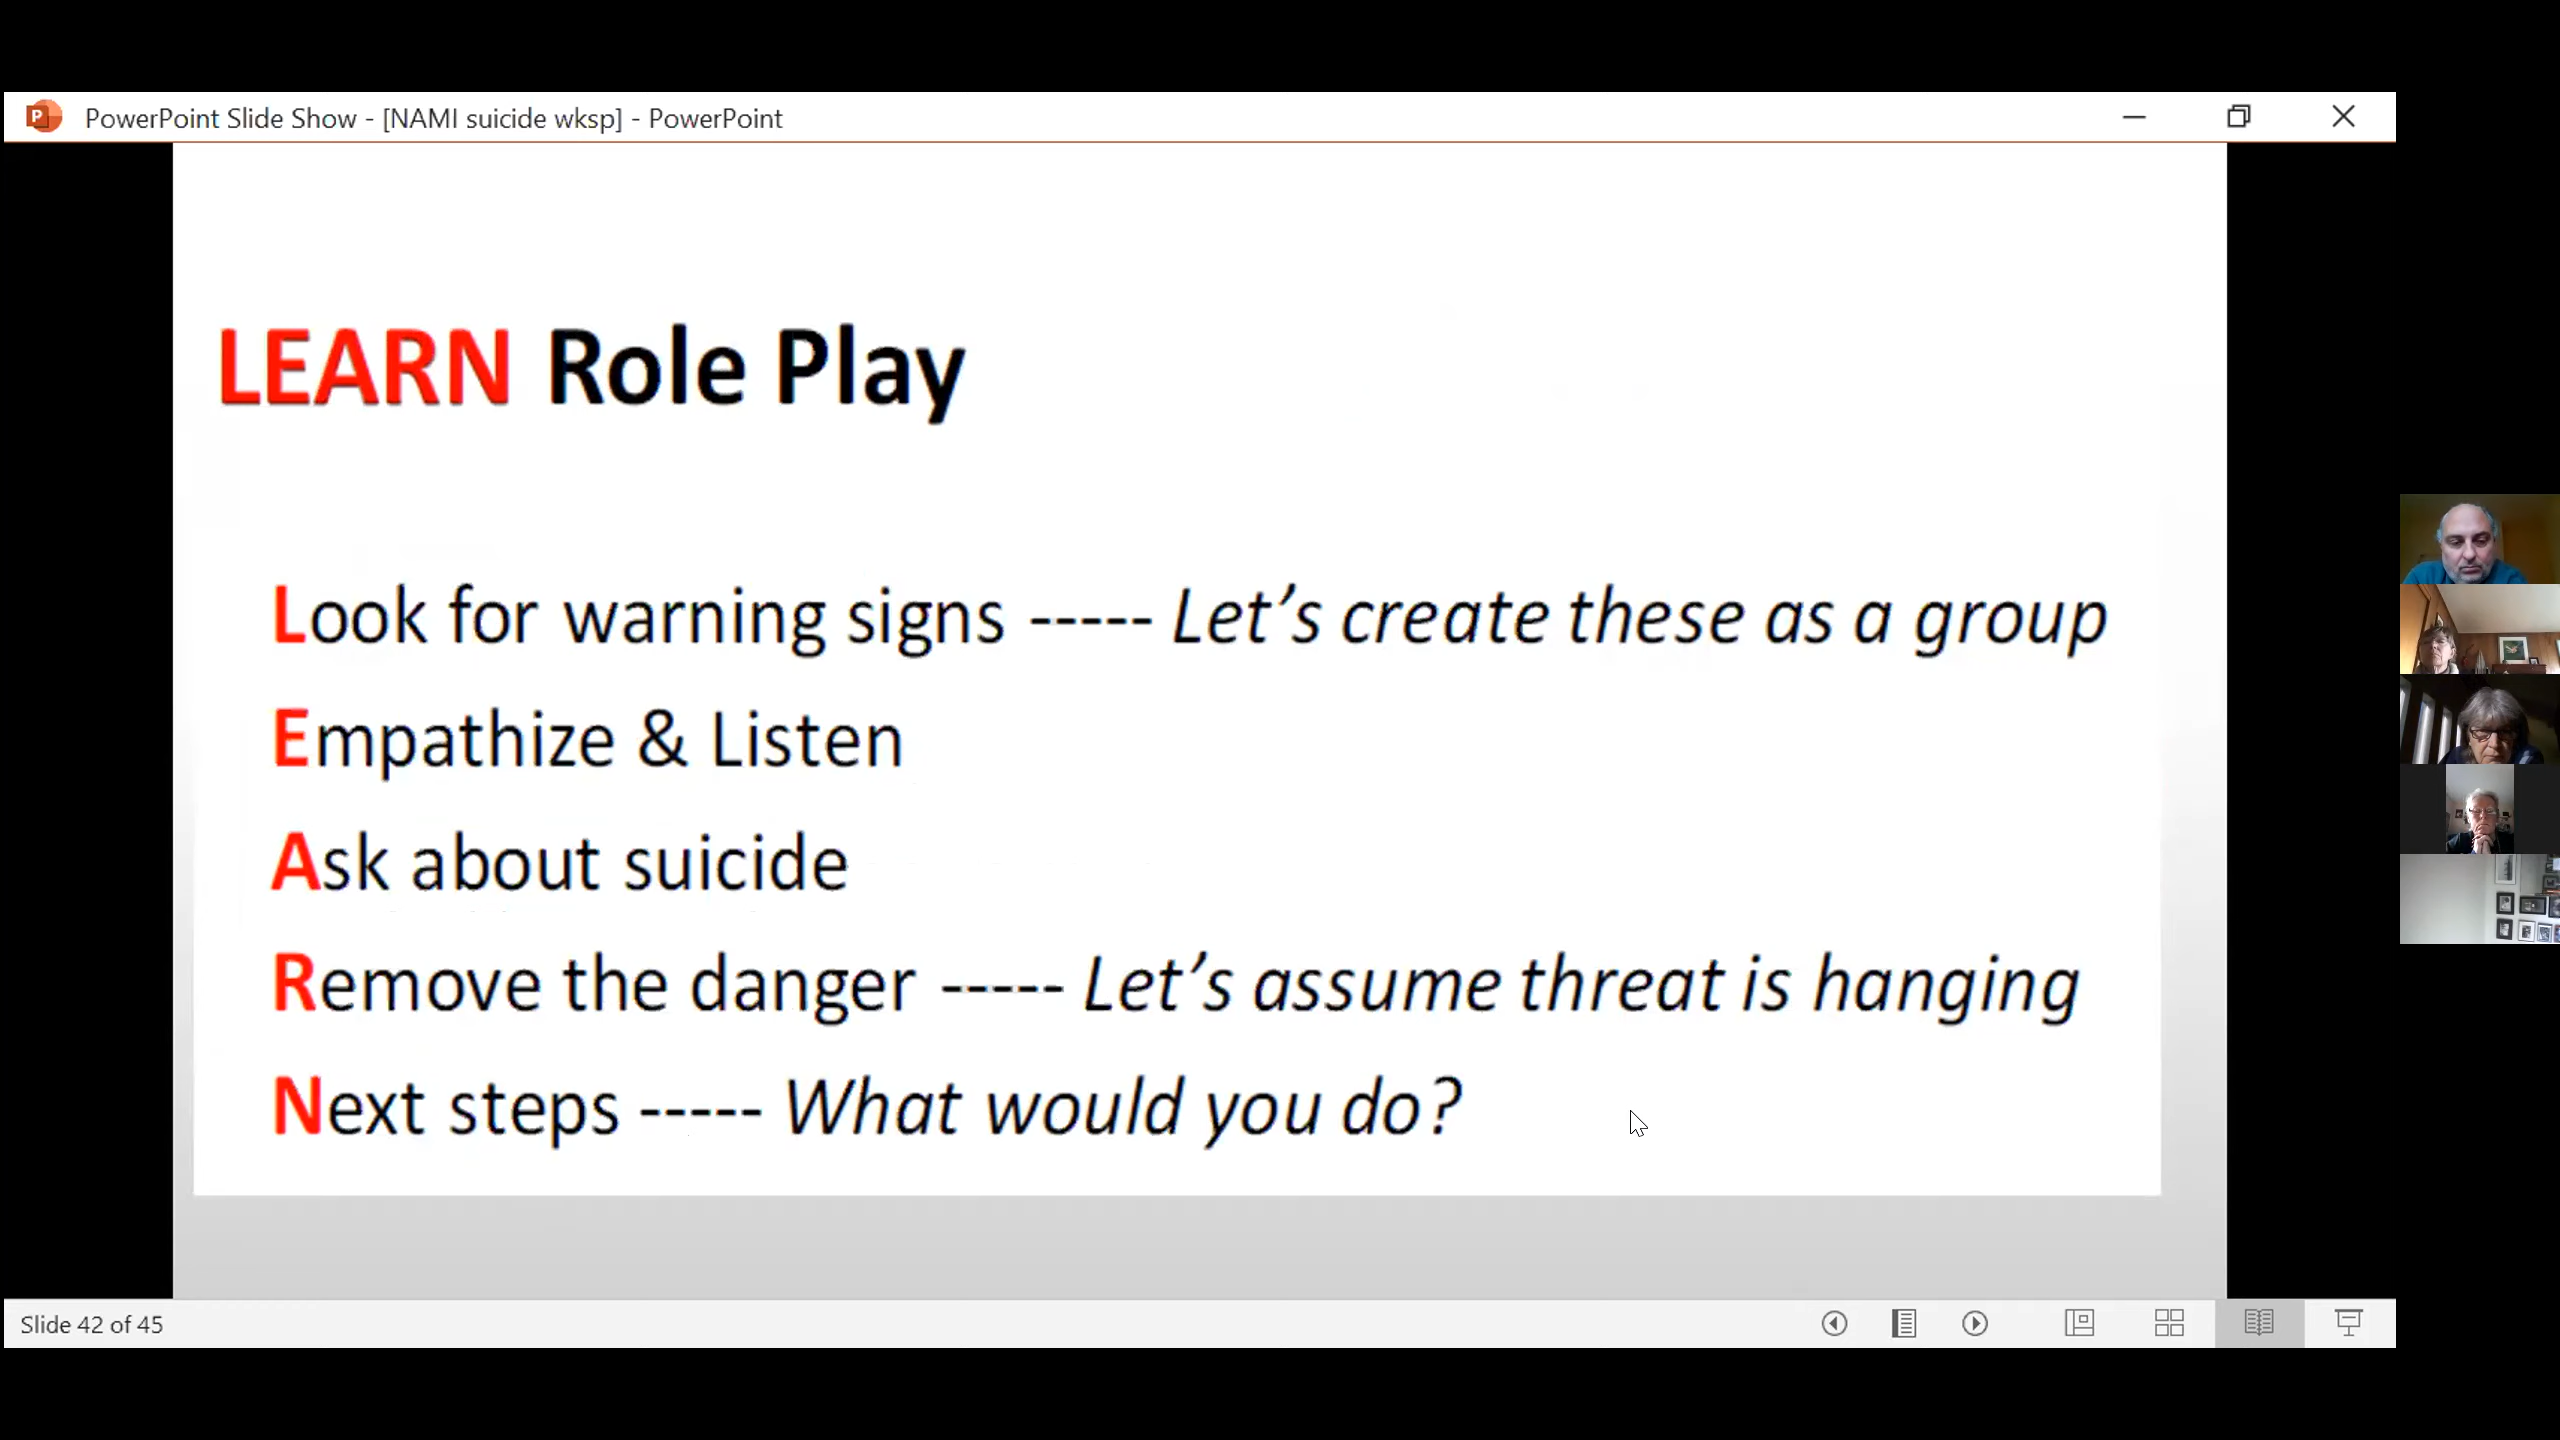 PowerPoint Slide Show - [NAMI suicide wksp] - PowerPoint
LEARN Role Play
Look for warning signs ----- Let’s create these as a group
Empathize & Listen
Ask about suicide
Remove the danger ----- Let’s assume threat is hanging
Next steps ----- What would you do?
Slide 42 of 45